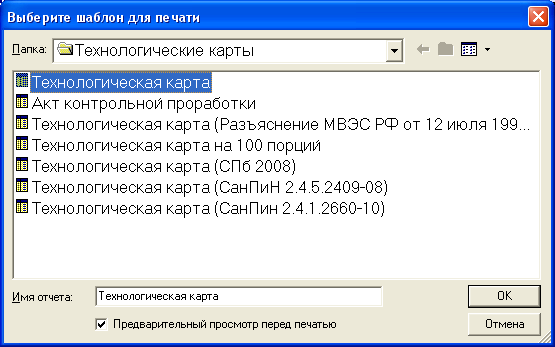 Выберите шаблон для печати
Папка: Технологические карты
Технологическая карта
Акт контрольной проработки
Технологическая карта (Разъяснение МВЭС РФ от 12 июля 199...
Технологическая карта на 100 порций
Технологическая карта (СПб 2008)
Технологическая карта (СанПиН 2.4.5.2409-08)
Технологическая карта (СанПин 2.4.1.2660-10)
Имя отчета: Технологическая карта
OK
Предварительный просмотр перед печатью
Отмена